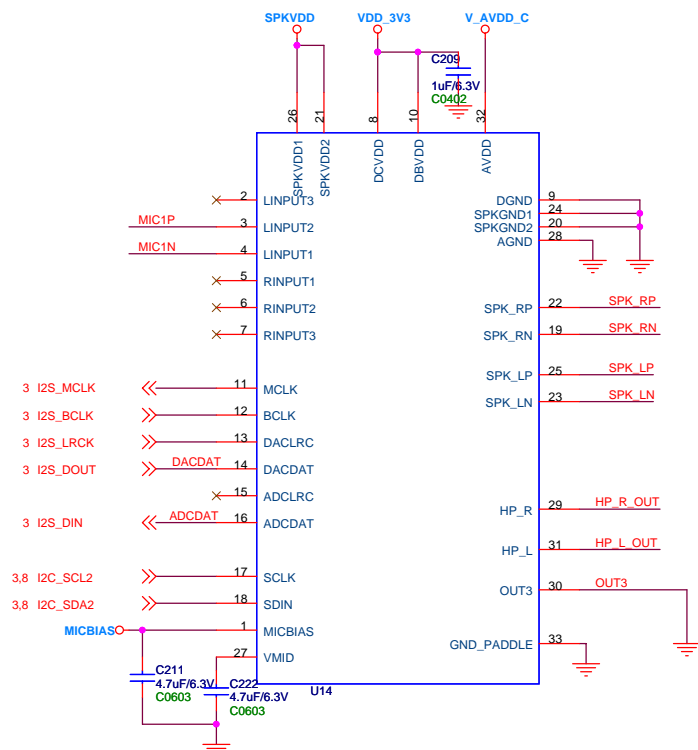 SPKVDD VDD_3V3 V_AVDD_C
C209
1uF/6.3V
C0402
26 21 8 10 32
SPKVDD1 SPKVDD2 DCVDD DBVDD AVDD
2 LINPUT3 DGND 9
SPKGND1 24
MIC1P 3 LINPUT2 SPKGND2 20
AGND 28
MIC1N 4 LINPUT1
5 RINPUT1
6 RINPUT2 SPK_RP 22 SPK_RP
7 RINPUT3 SPK_RN 19 SPK_RN
SPK_LP 25 SPK_LP
3 I2S_MCLK 11 MCLK
SPK_LN 23 SPK_LN
3 I2S_BCLK 12 BCLK
3 I2S_LRCK 13 DACLRC
3 I2S_DOUT DACDAT 14 DACDAT
15 ADCLRC
HP_R 29 HP_R_OUT
3 I2S_DIN ADCDAT 16 ADCDAT
HP_L 31 HP_L_OUT
3,8 I2C_SCL2 17 SCLK
OUT3 30 OUT3
3,8 I2C_SDA2 18 SDIN
MICBIAS 1 MICBIAS
GND_PADDLE 33
27 VMID
C211
4.7uF/6.3V
C0603
C222
4.7uF/6.3V
C0603
U14